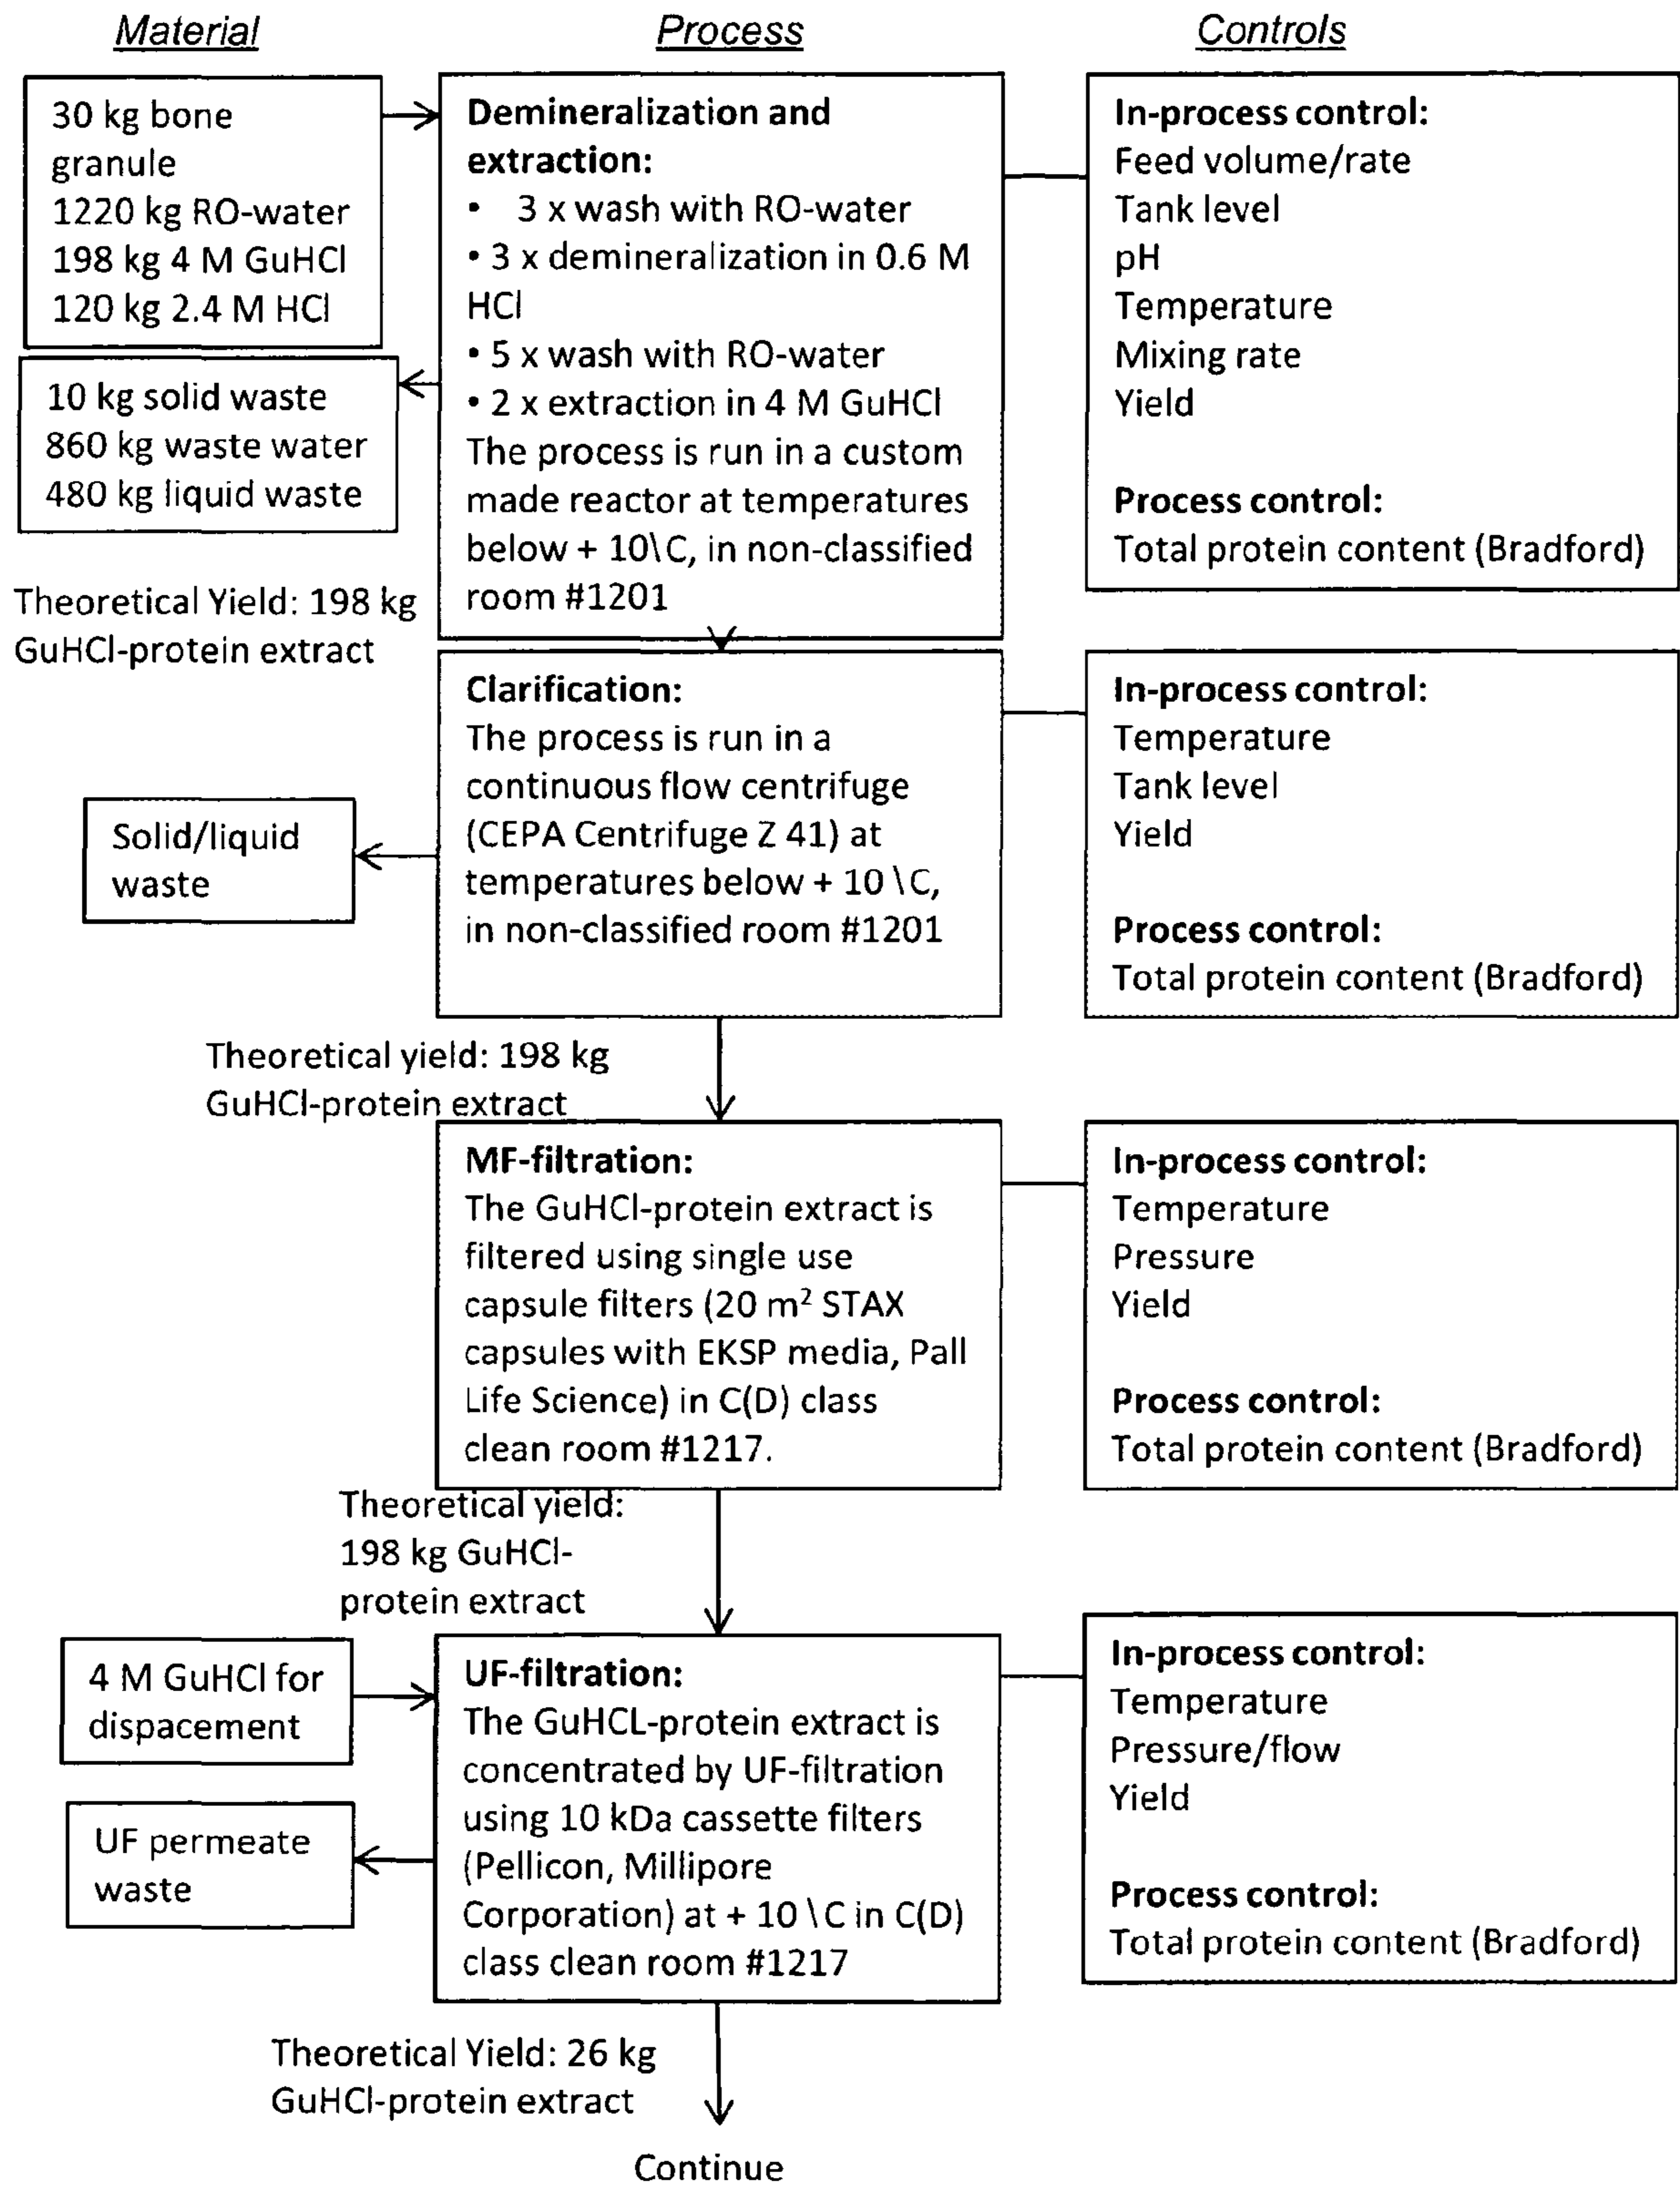 Material
Process
Controls
30 kg bone
granule
1220 kg RO-water
198 kg 4 M GuHCl
120 kg 2.4 M HCl
10 kg solid waste
860 kg waste water
480 kg liquid waste
Theoretical Yield: 198 kg
GuHCl-protein extract
Demineralization and
extraction:
• 3 x wash with RO-water
• 3 x demineralization in 0.6 M
HCl
• 5 x wash with RO-water
• 2 x extraction in 4 M GuHCl
The process is run in a custom
made reactor at temperatures
below + 10\C, in non-classified
room #1201
In-process control:
Feed volume/rate
Tank level
pH
Temperature
Mixing rate
Yield
Process control:
Total protein content (Bradford)
Clarification:
The process is run in a
continuous flow centrifuge
(CEPA Centrifuge Z 41) at
temperatures below + 10 \C,
in non-classified room #1201
Solid/liquid
waste
In-process control:
Temperature
Tank level
Yield
Process control:
Total protein content (Bradford)
Theoretical yield: 198 kg
GuHCl-protein extract
MF-filtration:
The GuHCl-protein extract is
filtered using single use
capsule filters (20 m² STAX
capsules with EKSP media, Pall
Life Science) in C(D) class
clean room #1217.
In-process control:
Temperature
Pressure
Yield
Process control:
Total protein content (Bradford)
Theoretical yield:
198 kg GuHCl-
protein extract
4 M GuHCl for
dispacement
UF permeate
waste
UF-filtration:
The GuHCL-protein extract is
concentrated by UF-filtration
using 10 kDa cassette filters
(Pellicon, Millipore
Corporation) at + 10 \C in C(D)
class clean room #1217
In-process control:
Temperature
Pressure/flow
Yield
Process control:
Total protein content (Bradford)
Theoretical Yield: 26 kg
GuHCl-protein extract
Continue